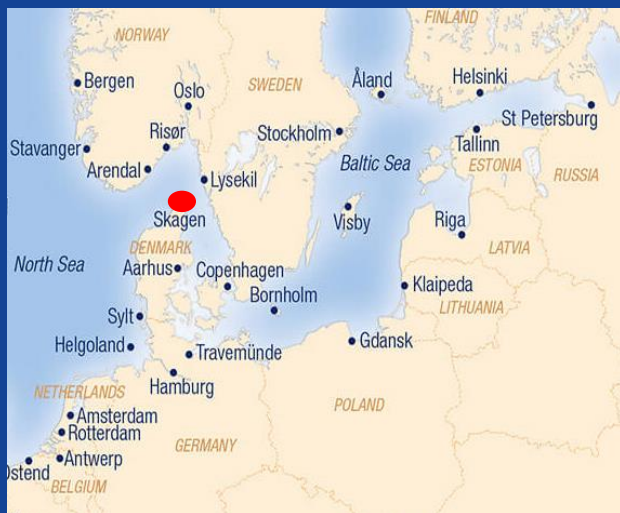 FINLAND
NORWAY
Bergen
Oslo
SWEDEN
Åland
Helsinki
St Petersburg
Stavanger
Risør
Stockholm
Tallinn
Arendal
Lysekil
Baltic Sea
ESTONIA
RUSSIA
Skagen
Visby
Riga
DENMARK
LATVIA
North Sea
Aarhus
Copenhagen
Klaipeda
Bornholm
LITHUANIA
Sylt
Helgoland
Travemünde
Gdansk
Hamburg
NETHERLANDS
POLAND
Amsterdam
Rotterdam
GERMANY
Ostend
Antwerp
BELGIUM